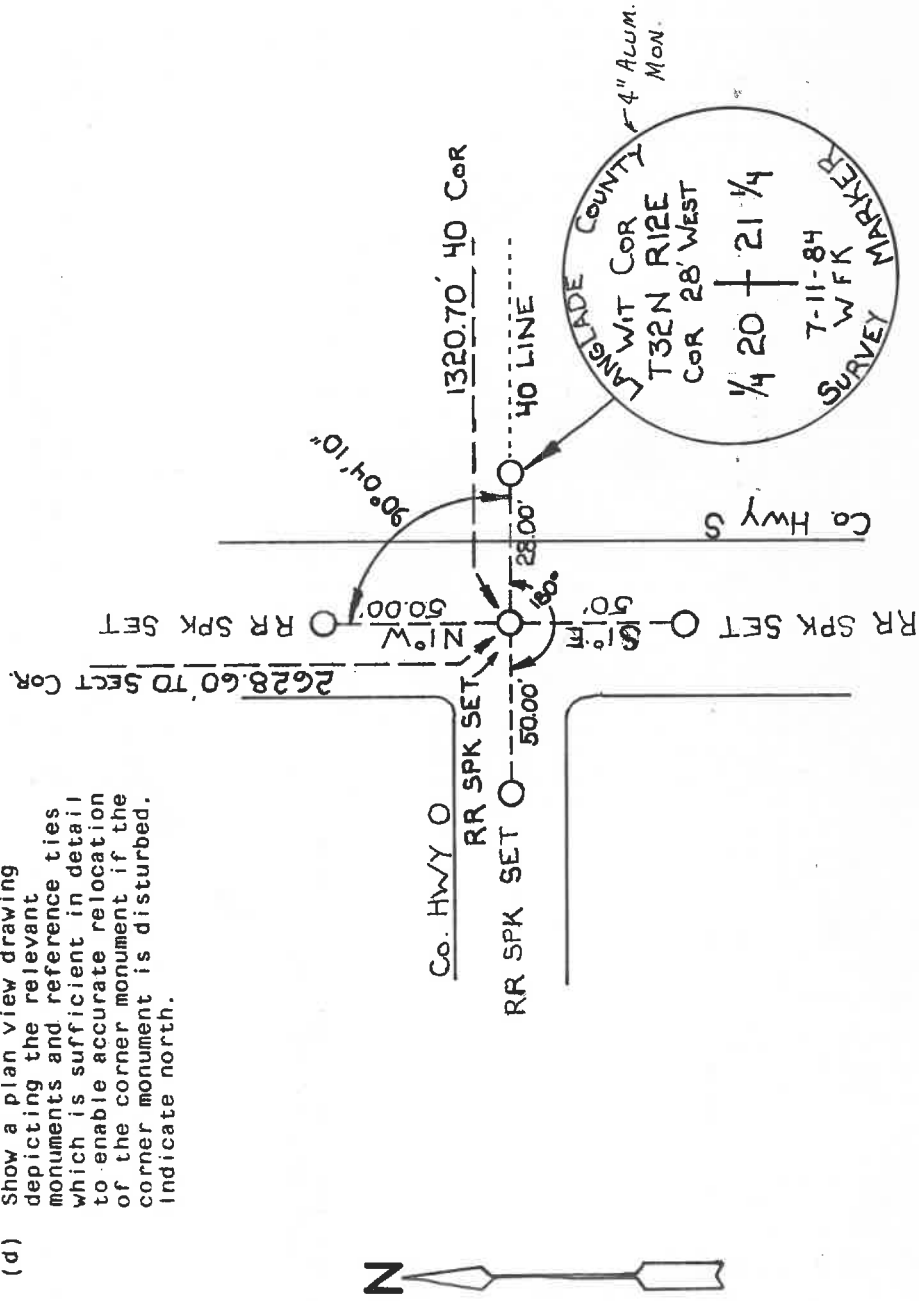 (d) Show a plan view drawing
depicting the relevant
monuments and reference ties
which is sufficient in detail
to enable accurate relocation
of the corner monument if the
corner monument is disturbed.
Indicate north.
N
2628.60' TO SECT COR.
RR SPK SET
N1°W
50.00'
90°04'10"
1320.70' 40 COR
Co. HWY O
RR SPK SET
RR SPK SET
50.00'
180°
28.00'
40 LINE
S1°E
50'
RR SPK SET
Co. HWY S
4" ALUM.
MON.
LANGLADE COUNTY
WIT COR
T32N R12E
COR 28' WEST
1/4 20 21 1/4
7-11-84
WFK
SURVEY MARKER